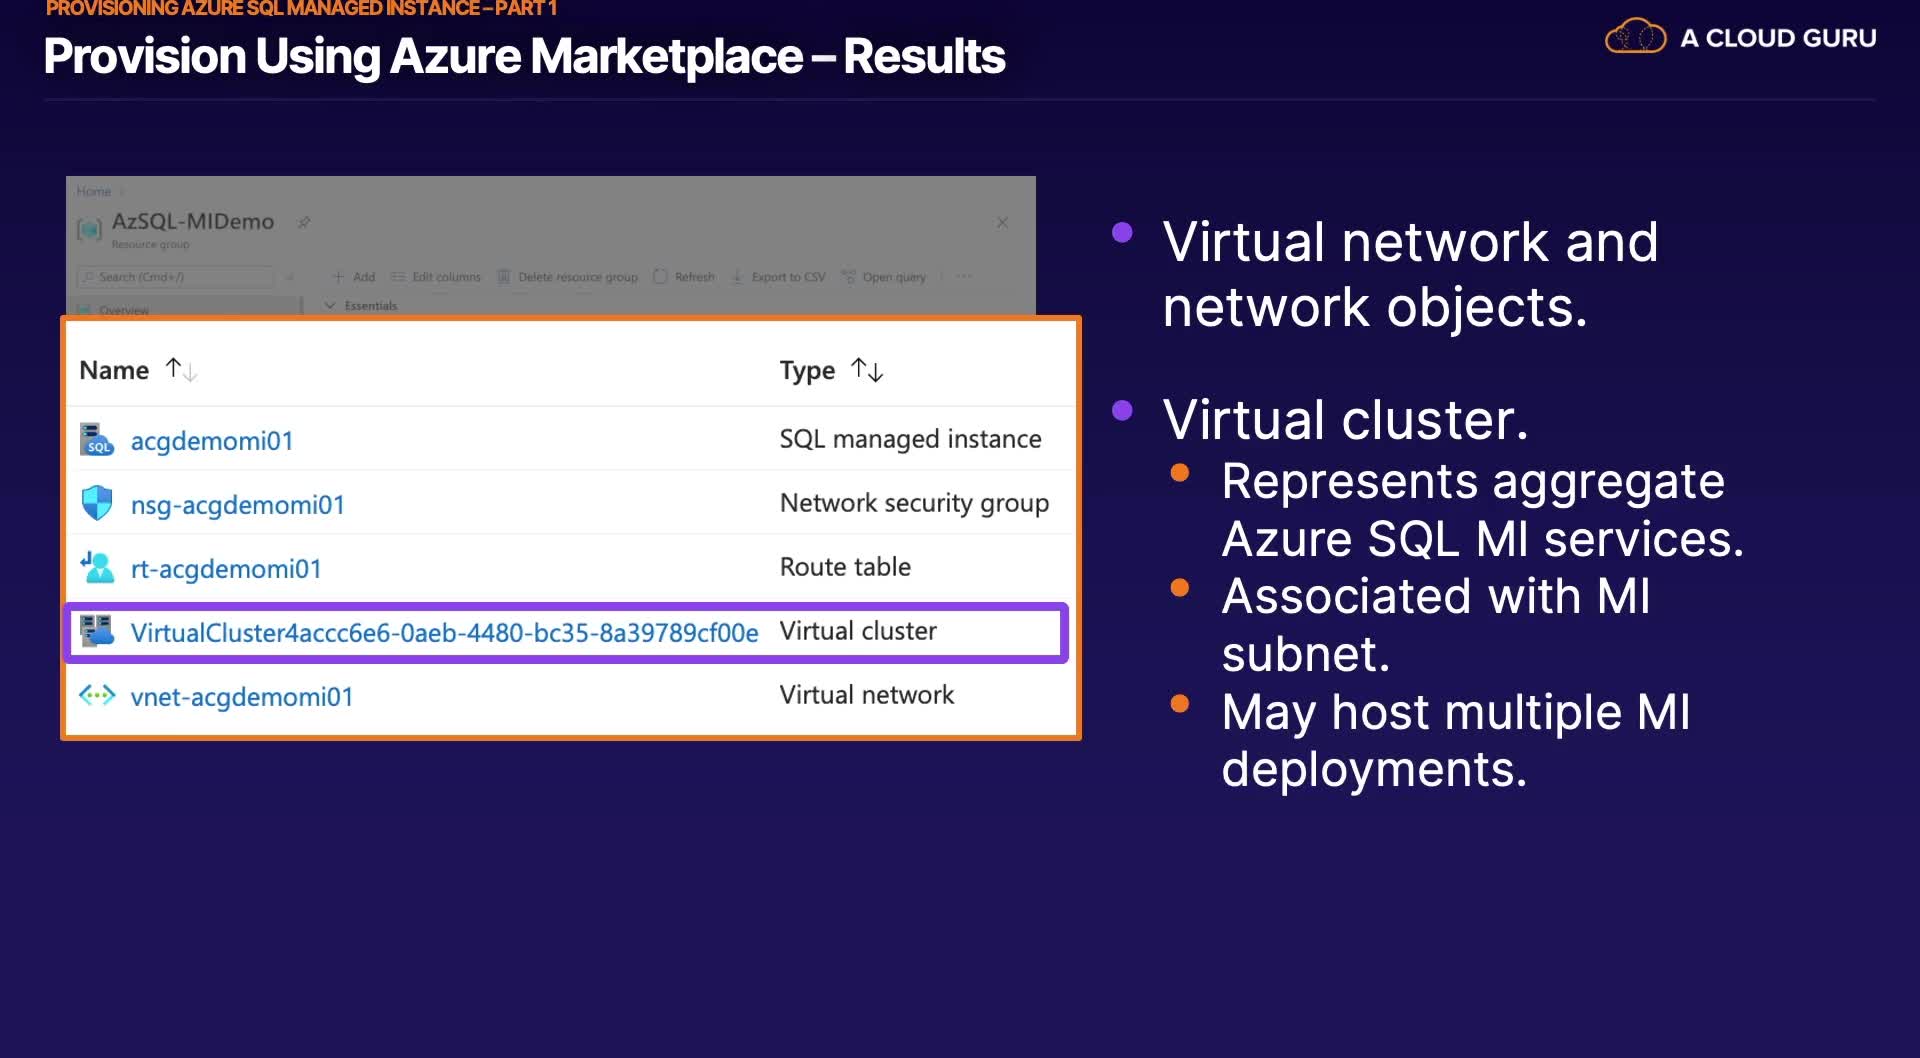 PROVISIONING AZURE SQL MANAGED INSTANCE – PART 1
Provision Using Azure Marketplace – Results
A CLOUD GURU
Home
AzSQL-MIDemo
Resource group
Search (Cmd+/)
Add Edit columns Delete resource group Refresh Export to CSV Open query ...
Overview
Essentials
Name Type
acgdemomi01 SQL managed instance
nsg-acgdemomi01 Network security group
rt-acgdemomi01 Route table
VirtualCluster4accc6e6-0aeb-4480-bc35-8a39789cf00e Virtual cluster
vnet-acgdemomi01 Virtual network
SQL
Virtual network and
network objects.
Virtual cluster.
Represents aggregate
Azure SQL MI services.
Associated with MI
subnet.
May host multiple MI
deployments.